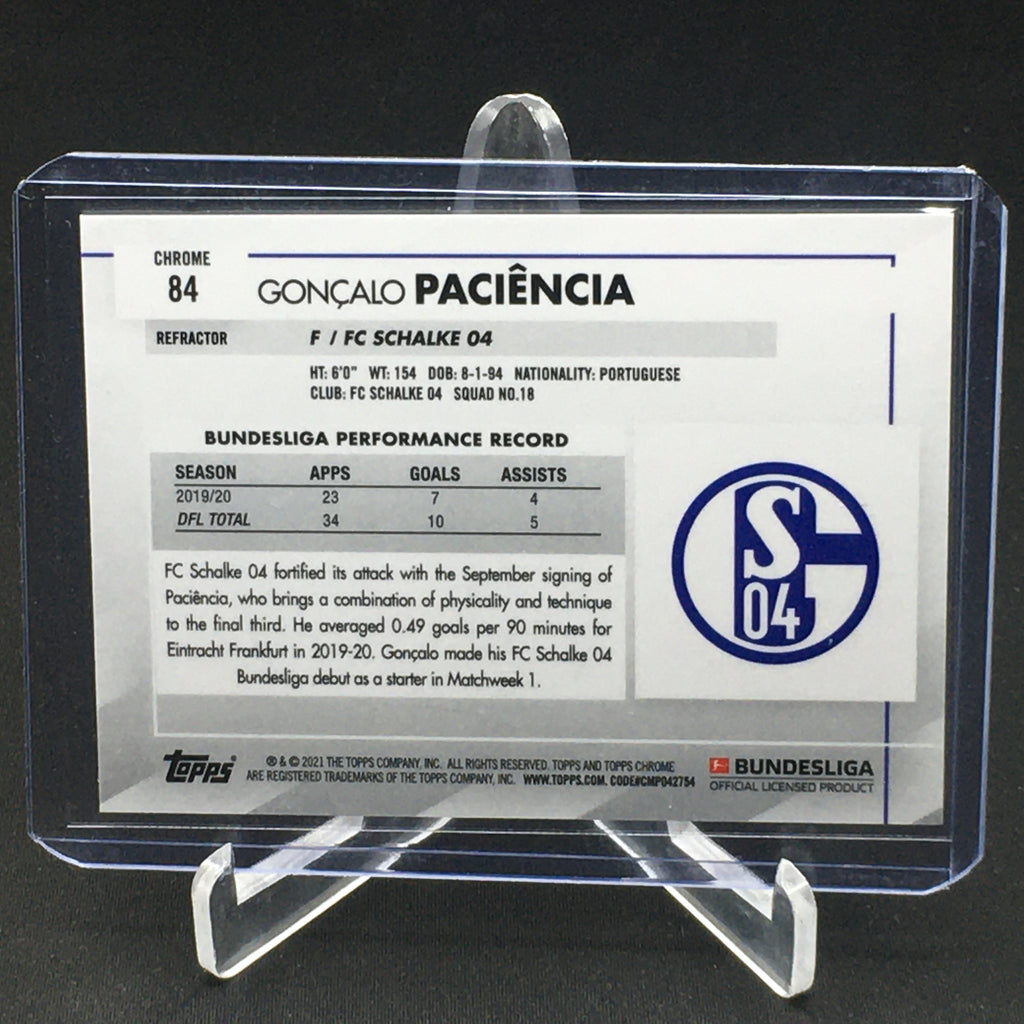 CHROME
84
GONÇALO PACIÊNCIA
REFRACTOR
F / FC SCHALKE 04
HT: 6'0" WT: 154 DOB: 8-1-94 NATIONALITY: PORTUGUESE
CLUB: FC SCHALKE 04 SQUAD NO.18
BUNDESLIGA PERFORMANCE RECORD
SEASON APPS GOALS ASSISTS
2019/20 23 7 4
DFL TOTAL 34 10 5
FC Schalke 04 fortified its attack with the September signing of
Paciência, who brings a combination of physicality and technique
to the final third. He averaged 0.49 goals per 90 minutes for
Eintracht Frankfurt in 2019-20. Gonçalo made his FC Schalke 04
Bundesliga debut as a starter in Matchweek 1.
S
04
Topps®
® & © 2021 THE TOPPS COMPANY, INC. ALL RIGHTS RESERVED. TOPPS AND TOPPS CHROME
ARE REGISTERED TRADEMARKS OF THE TOPPS COMPANY, INC. WWW.TOPPS.COM. CODE#CMP042754
BUNDESLIGA
OFFICIAL LICENSED PRODUCT